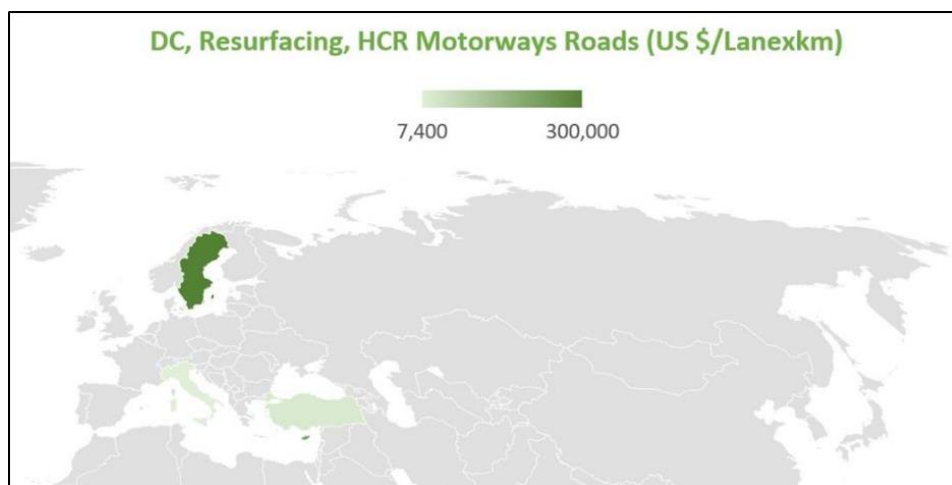 DC, Resurfacing, HCR Motorways Roads (US $/Lanexkm)
7,400 300,000